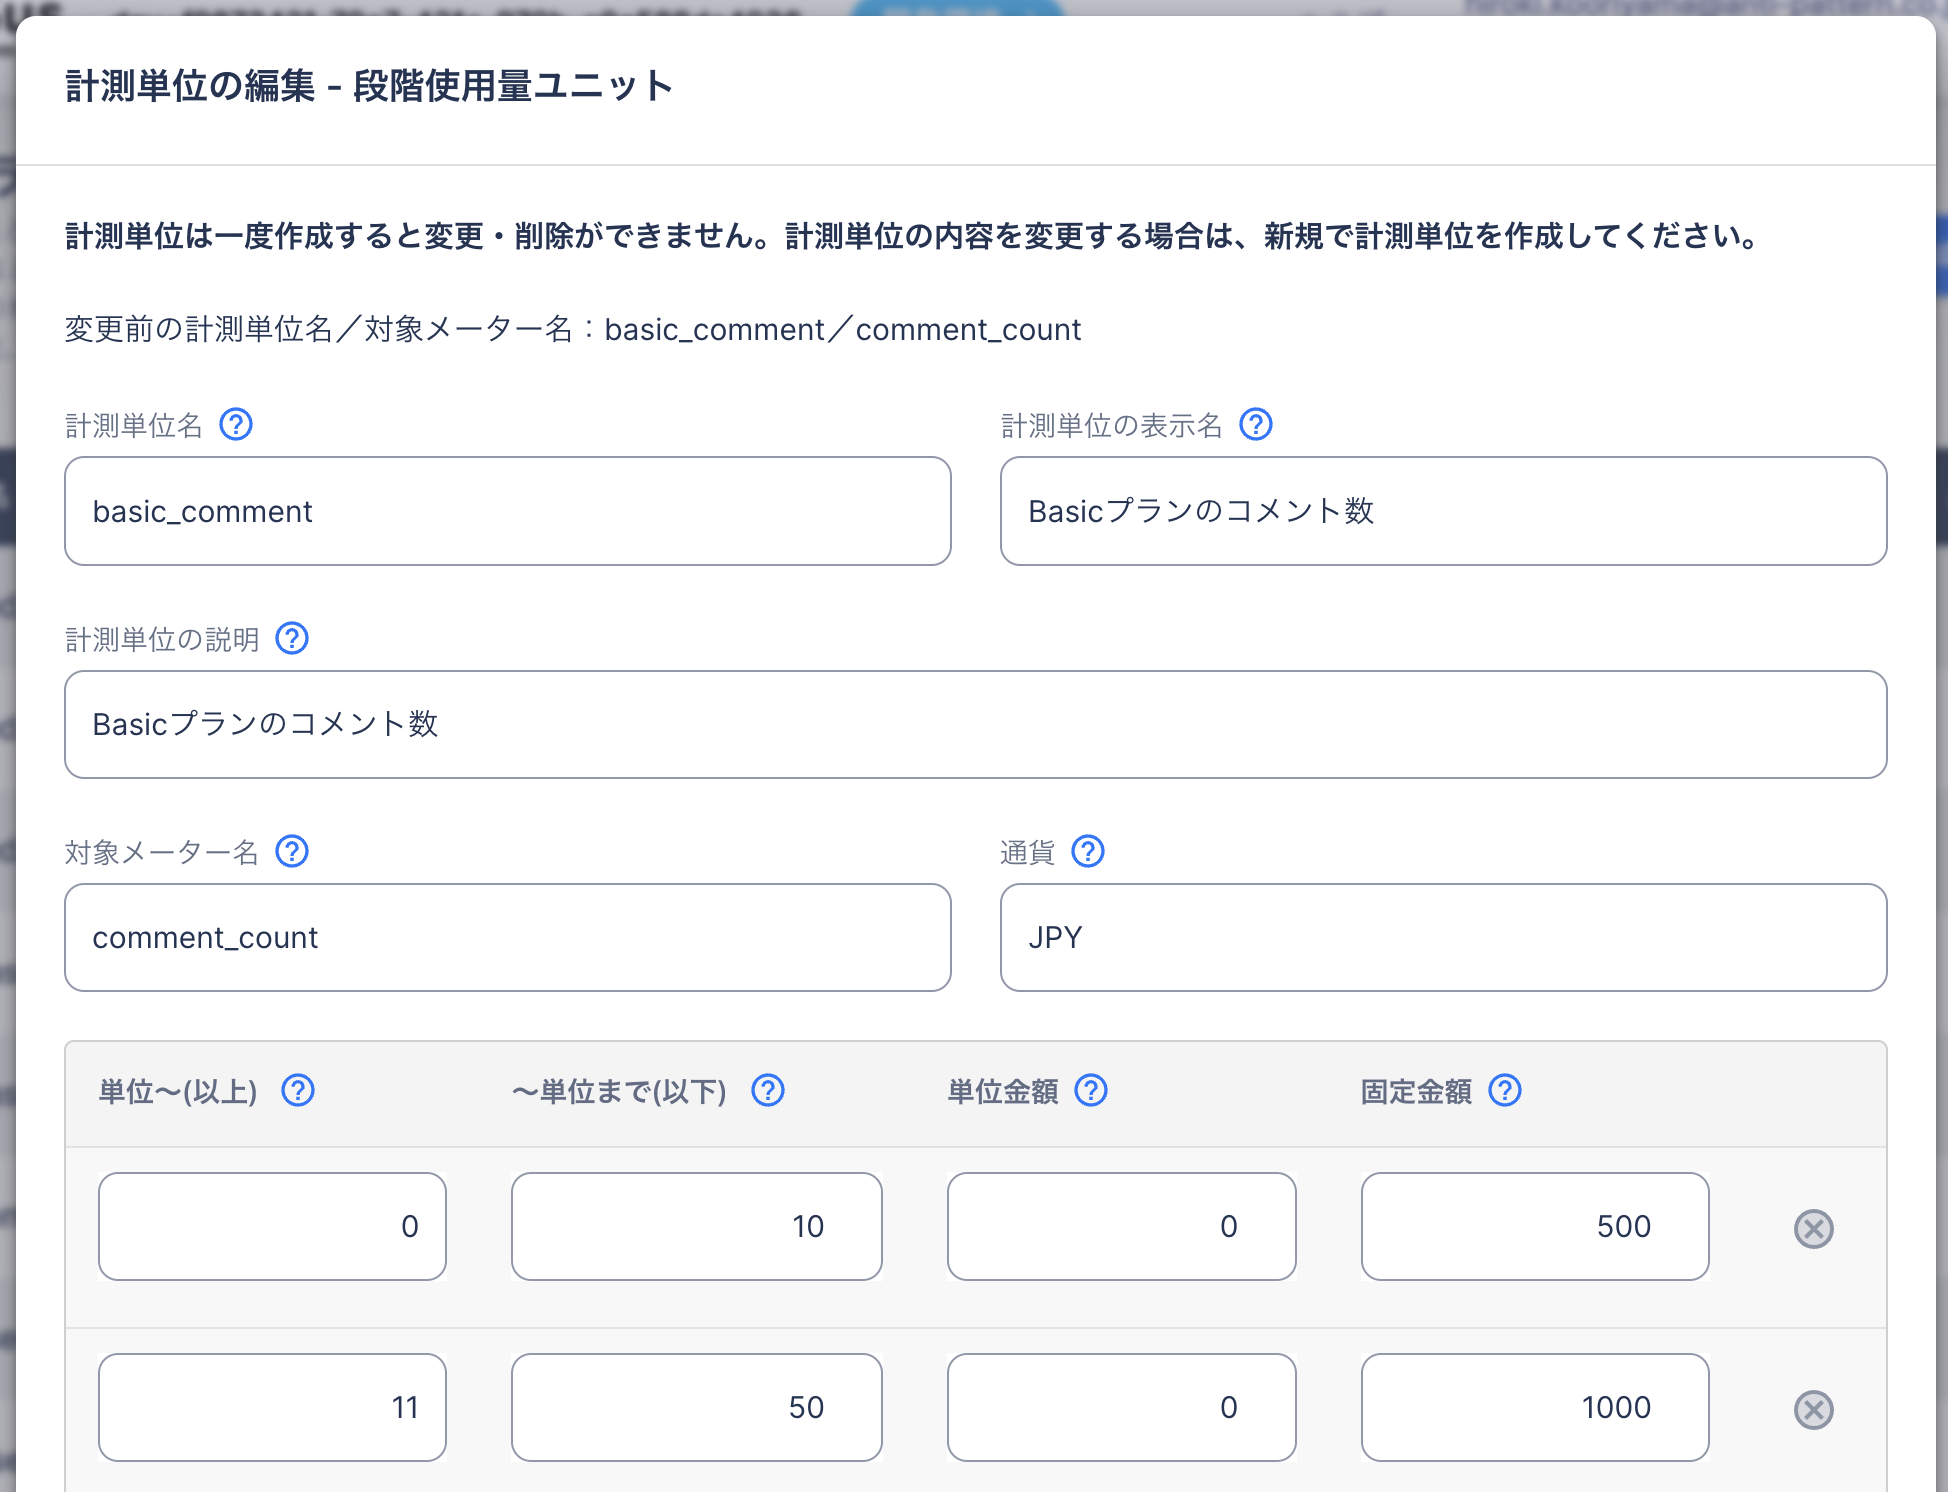 計測単位の編集 - 段階使用量ユニット
計測単位は一度作成すると変更・削除ができません。計測単位の内容を変更する場合は、新規で計測単位を作成してください。
変更前の計測単位名／対象メーター名：basic_comment／comment_count
計測単位名
計測単位の表示名
basic_comment
Basicプランのコメント数
計測単位の説明
Basicプランのコメント数
対象メーター名
通貨
comment_count
JPY
単位〜(以上) 〜単位まで(以下) 単位金額 固定金額
0 10 0 500
11 50 0 1000